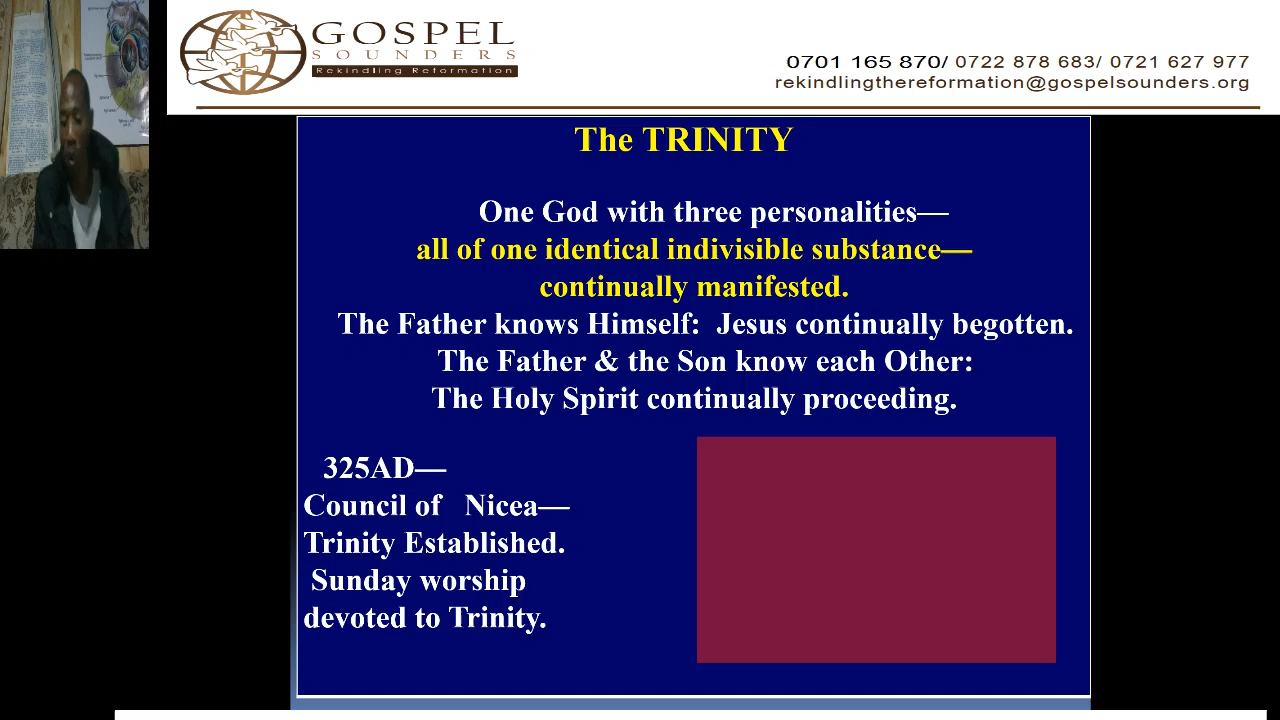 GOSPEL
SOUNDERS
Rekindling Reformation
0701 165 870/ 0722 878 683/ 0721 627 977
rekindlingthereformation@gospelsounders.org
The TRINITY
One God with three personalities—
all of one identical indivisible substance—
continually manifested.
The Father knows Himself: Jesus continually begotten.
The Father & the Son know each Other:
The Holy Spirit continually proceeding.
325AD—
Council of Nicea—
Trinity Established.
Sunday worship
devoted to Trinity.